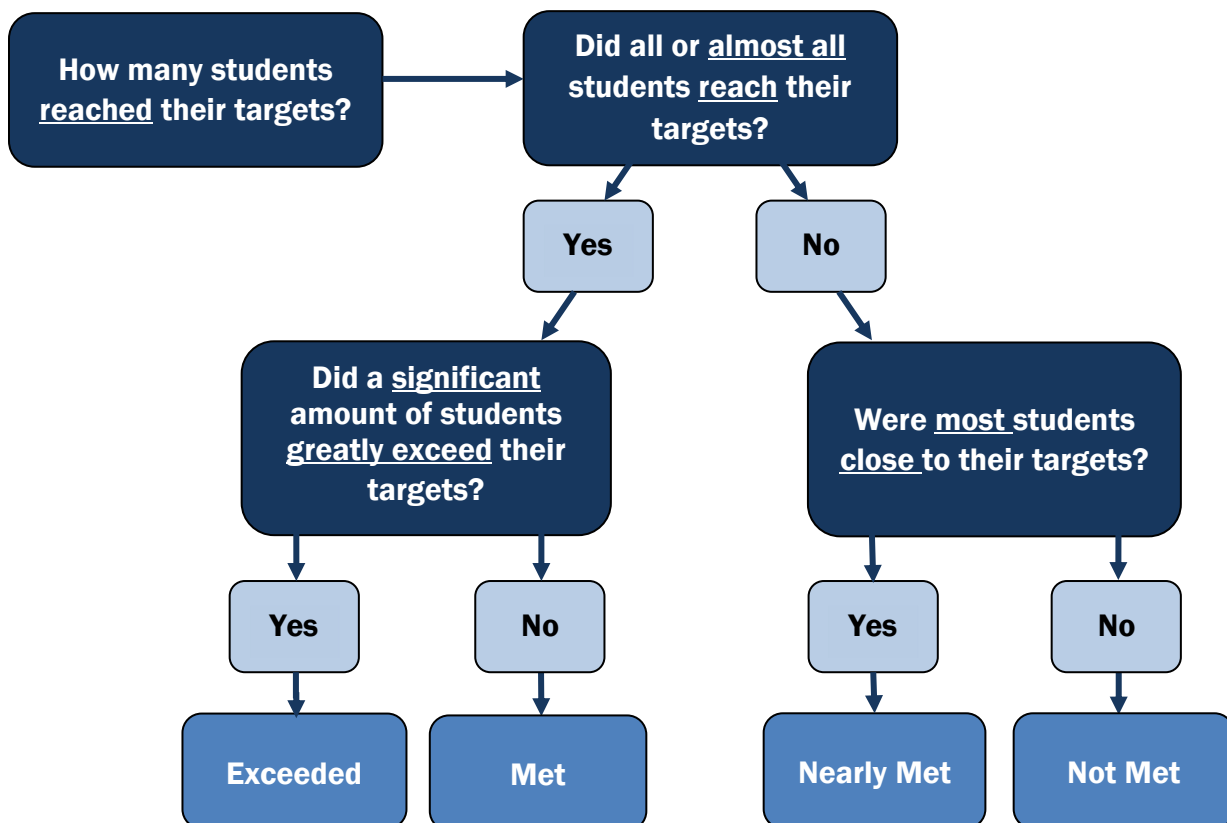 How many students
reached their targets?
Did all or almost all
students reach their
targets?
Yes
No
Did a significant
amount of students
greatly exceed their
targets?
Were most students
close to their targets?
Yes
No
Yes
No
Exceeded
Met
Nearly Met
Not Met